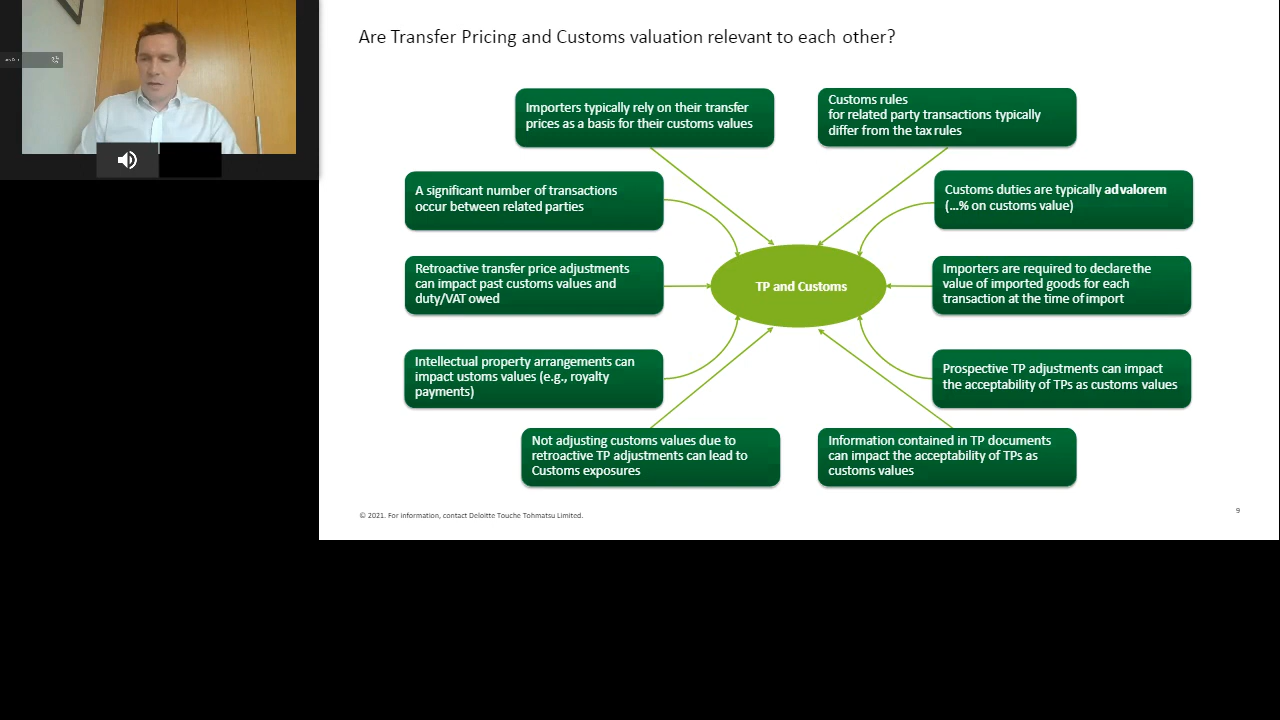 Are Transfer Pricing and Customs valuation relevant to each other?
Importers typically rely on their transfer
prices as a basis for their customs values
Customs rules
for related party transactions typically
differ from the tax rules
A significant number of transactions
occur between related parties
Customs duties are typically advalorem
(...% on customs value)
Retroactive transfer price adjustments
can impact past customs values and
duty/VAT owed
TP and Customs
Importers are required to declare the
value of imported goods for each
transaction at the time of import
Intellectual property arrangements can
impact ustoms values (e.g., royalty
payments)
Prospective TP adjustments can impact
the acceptability of TPs as customs values
Not adjusting customs values due to
retroactive TP adjustments can lead to
Customs exposures
Information contained in TP documents
can impact the acceptability of TPs as
customs values
© 2021. For information, contact Deloitte Touche Tohmatsu Limited.
9